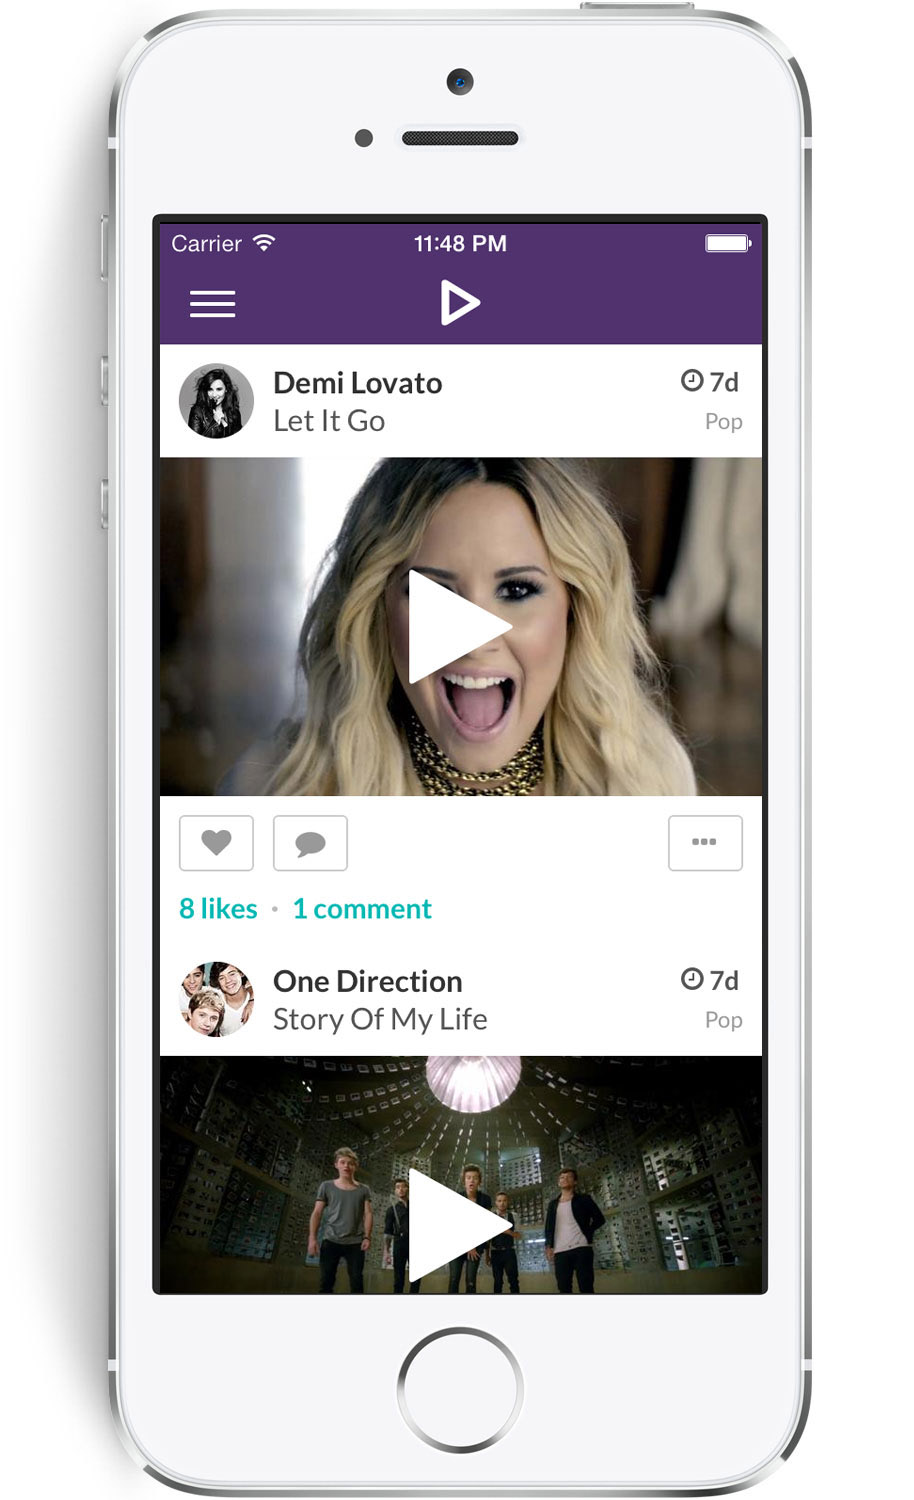 Carrier 11:48 PM
Demi Lovato 7d
Let It Go Pop
8 likes · 1 comment
One Direction 7d
Story Of My Life Pop